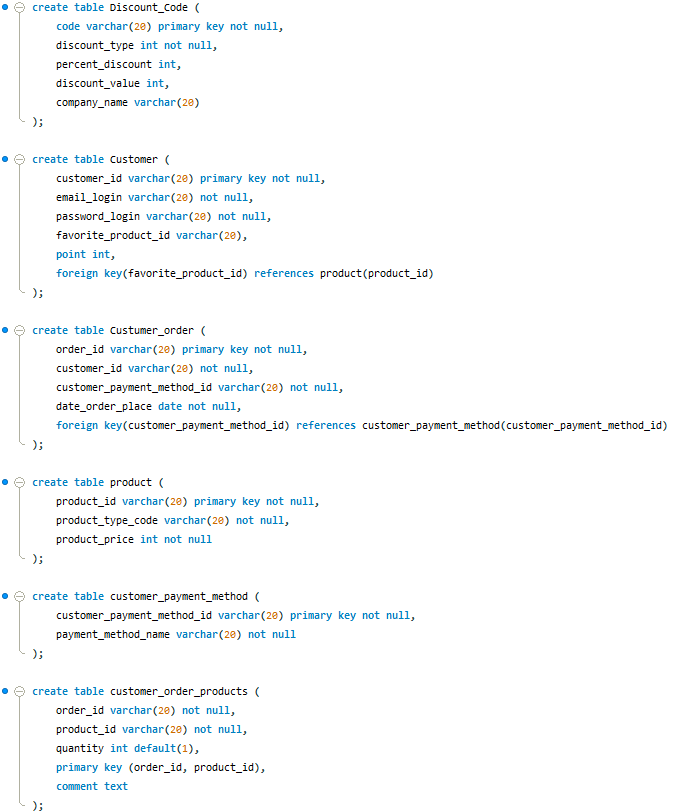 create table Discount_Code (
code varchar(20) primary key not null,
discount_type int not null,
percent_discount int,
discount_value int,
company_name varchar(20)
);
create table Customer (
customer_id varchar(20) primary key not null,
email_login varchar(20) not null,
password_login varchar(20) not null,
favorite_product_id varchar(20),
point int,
foreign key(favorite_product_id) references product(product_id)
);
create table Custumer_order (
order_id varchar(20) primary key not null,
customer_id varchar(20) not null,
customer_payment_method_id varchar(20) not null,
date_order_place date not null,
foreign key(customer_payment_method_id) references customer_payment_method(customer_payment_method_id)
);
create table product (
product_id varchar(20) primary key not null,
product_type_code varchar(20) not null,
product_price int not null
);
create table customer_payment_method (
customer_payment_method_id varchar(20) primary key not null,
payment_method_name varchar(20) not null
);
create table customer_order_products (
order_id varchar(20) not null,
product_id varchar(20) not null,
quantity int default(1),
primary key (order_id, product_id),
comment text
);